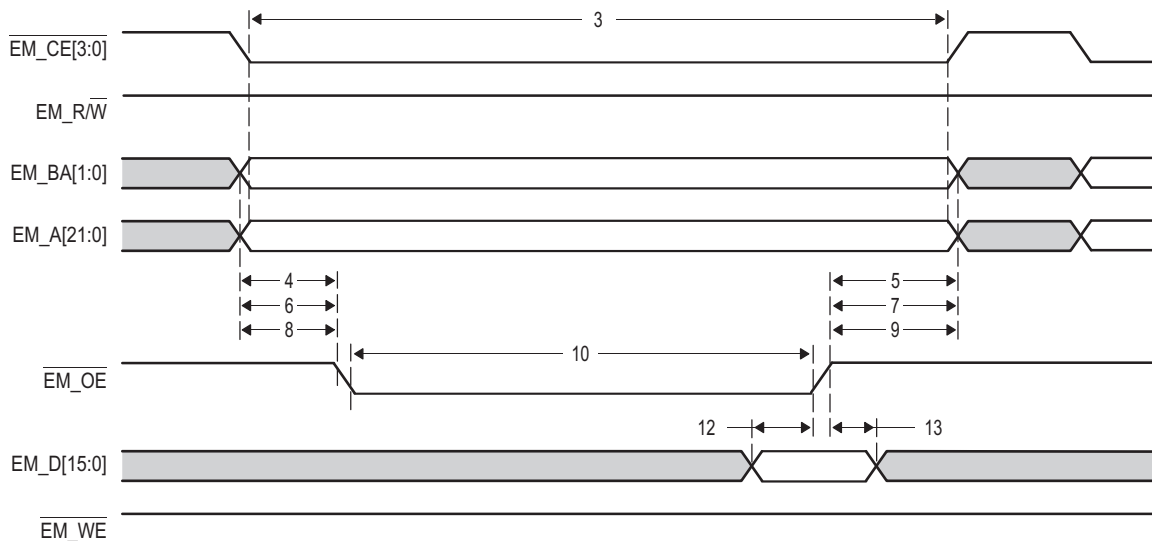 3
EM_CE[3:0]
EM_R/W
EM_BA[1:0]
EM_A[21:0]
4 5
6 7
8 9
10
EM_OE
12 13
EM_D[15:0]
EM_WE